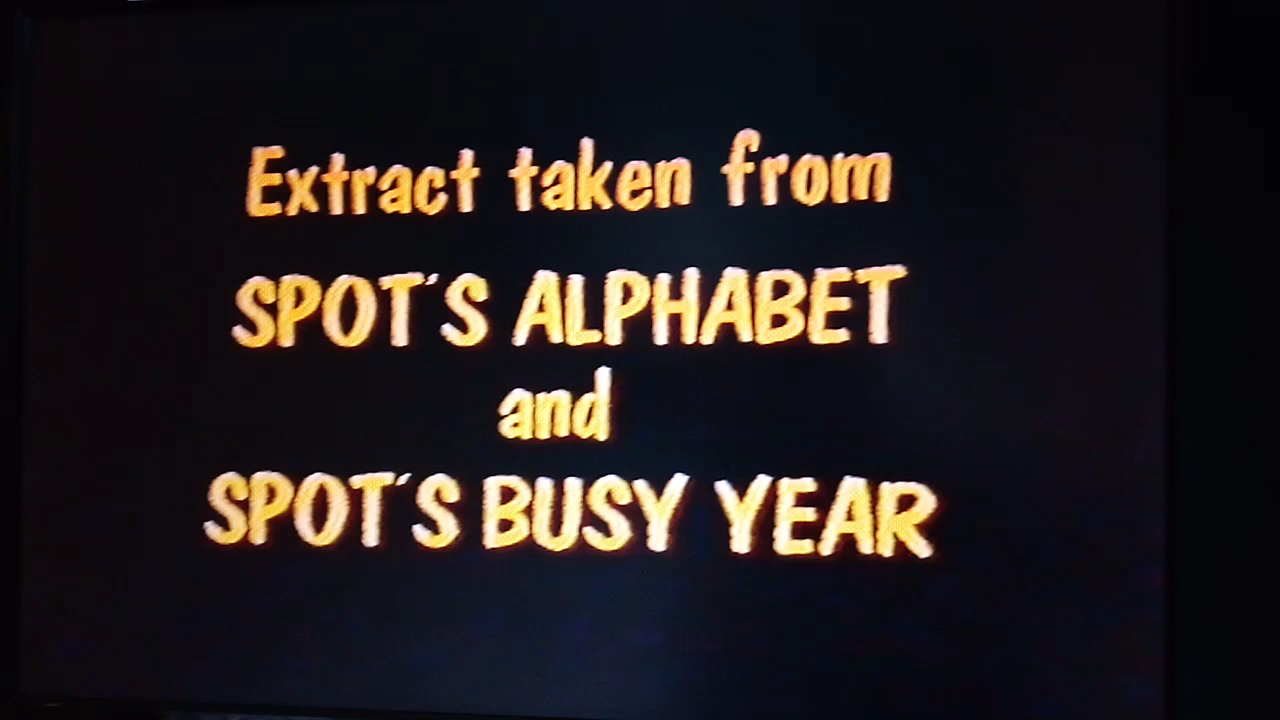 Extract taken from
SPOT'S ALPHABET
and
SPOT'S BUSY YEAR